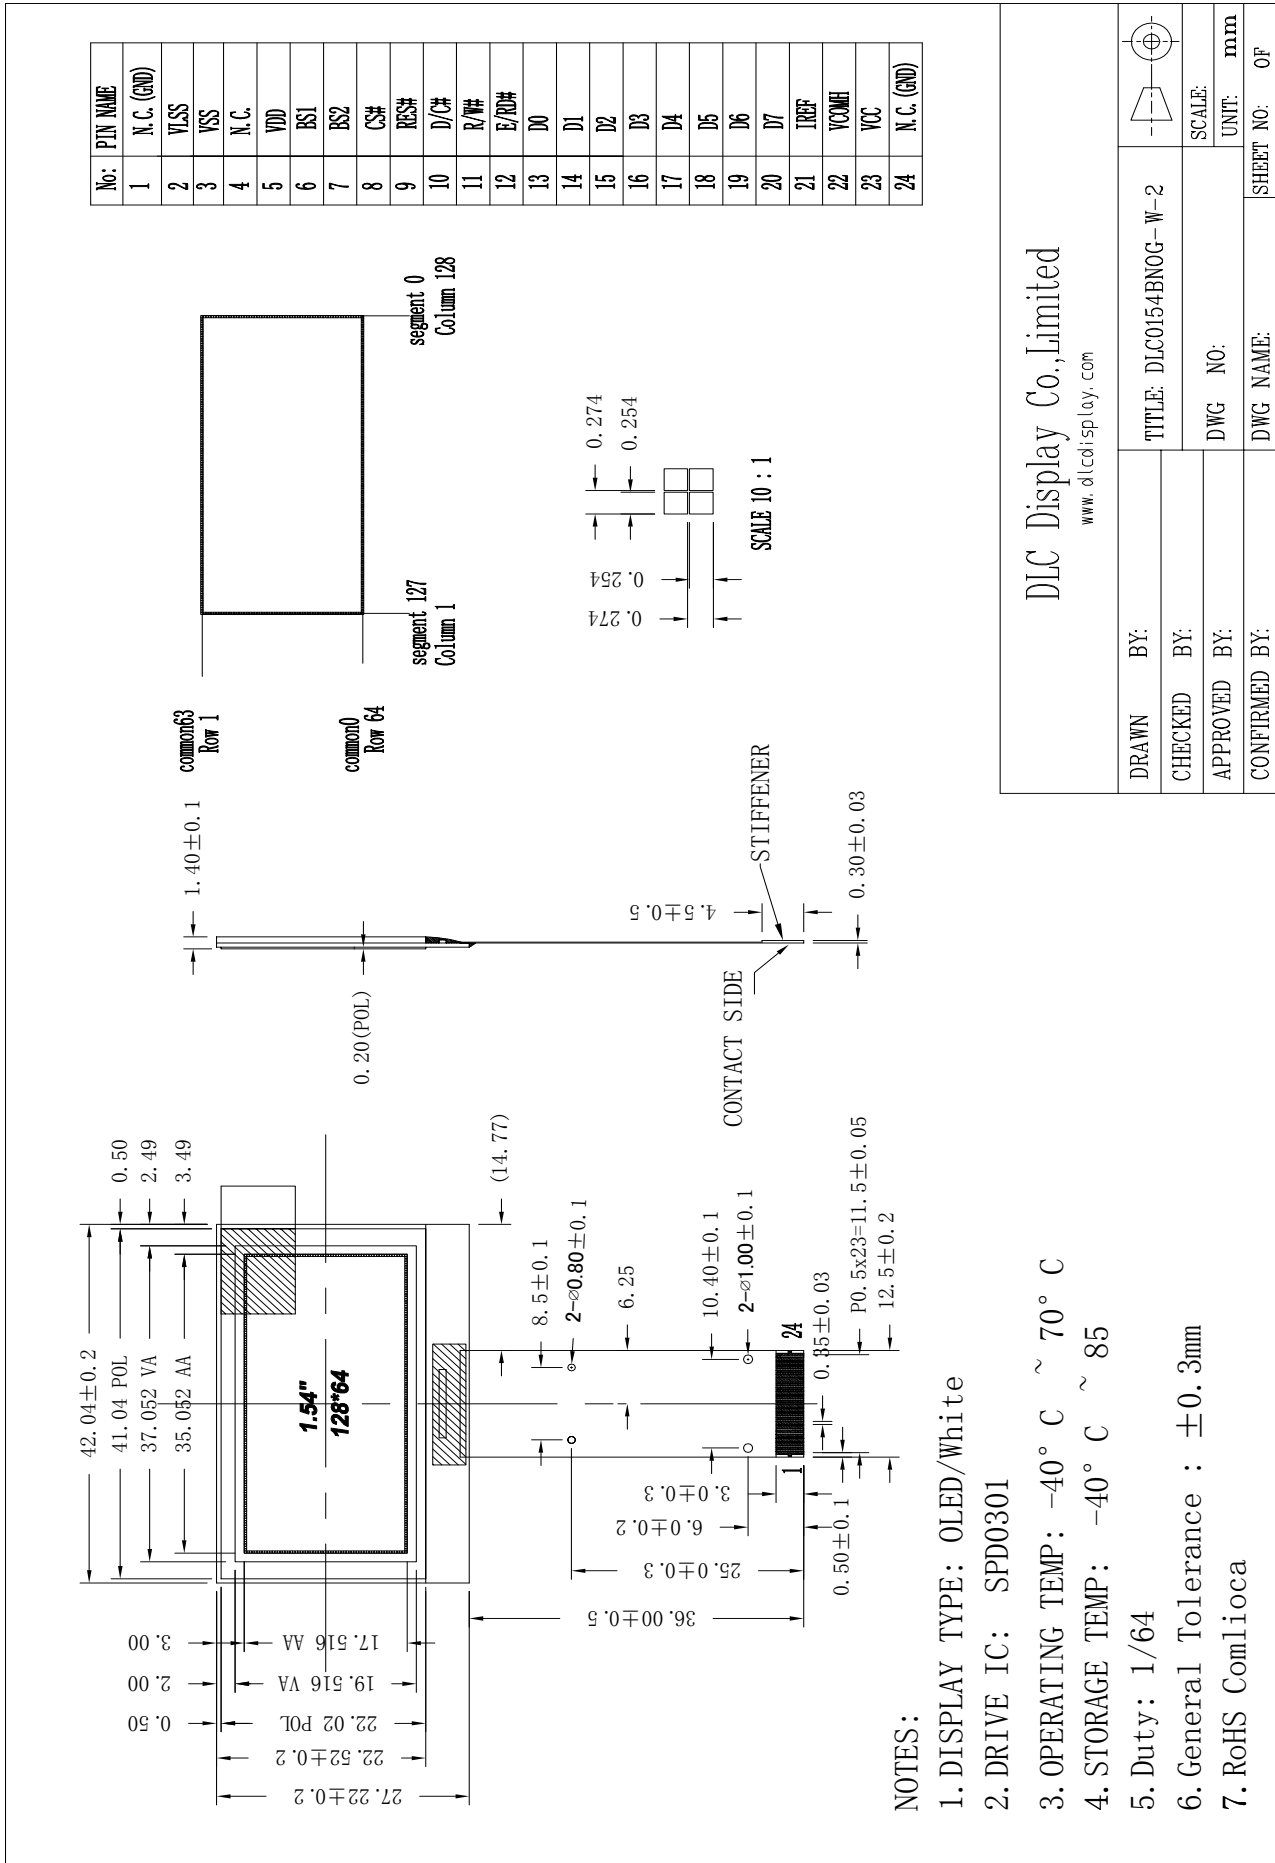 42.04±0.2
41.04 POL
37.052 VA
35.052 AA
0.50
2.49
3.49
27.22±0.2
22.52±0.2
22.02 POL
19.516 VA
17.516 AA
0.50
2.00
3.00
1.54"
128*64
(14.77)
8.5±0.1
2-⌀0.80±0.1
6.25
10.40±0.1
2-⌀1.00±0.1
1
24
0.35±0.03
P0.5x23=11.5±0.05
12.5±0.2
0.50±0.1
3.0±0.3
6.0±0.2
25.0±0.3
36.00±0.5
1.40±0.1
0.20(POL)
4.5±0.5
STIFFENER
CONTACT SIDE
0.30±0.03
common63
Row 1
common0
Row 64
segment 127
Column 1
segment 0
Column 128
0.274
0.254
0.254
0.274
SCALE 10 : 1
No: PIN NAME
1 N.C.(GND)
2 VLSS
3 VSS
4 N.C.
5 VDD
6 BS1
7 BS2
8 CS#
9 RES#
10 D/C#
11 R/W#
12 E/RD#
13 D0
14 D1
15 D2
16 D3
17 D4
18 D5
19 D6
20 D7
21 IREF
22 VCOMH
23 VCC
24 N.C.(GND)
NOTES:
1.DISPLAY TYPE: OLED/White
2.DRIVE IC: SPD0301
3.OPERATING TEMP: -40° C ~ 70° C
4.STORAGE TEMP: -40° C ~ 85
5.Duty: 1/64
6.General Tolerance : ±0.3mm
7.RoHS Comlioca
DLC Display Co.,Limited
www.dlcdisplay.com
DRAWN BY:
CHECKED BY:
APPROVED BY:
CONFIRMED BY:
TITLE: DLC0154BNOG-W-2
DWG NO:
DWG NAME:
SCALE:
UNIT: mm
SHEET NO: OF